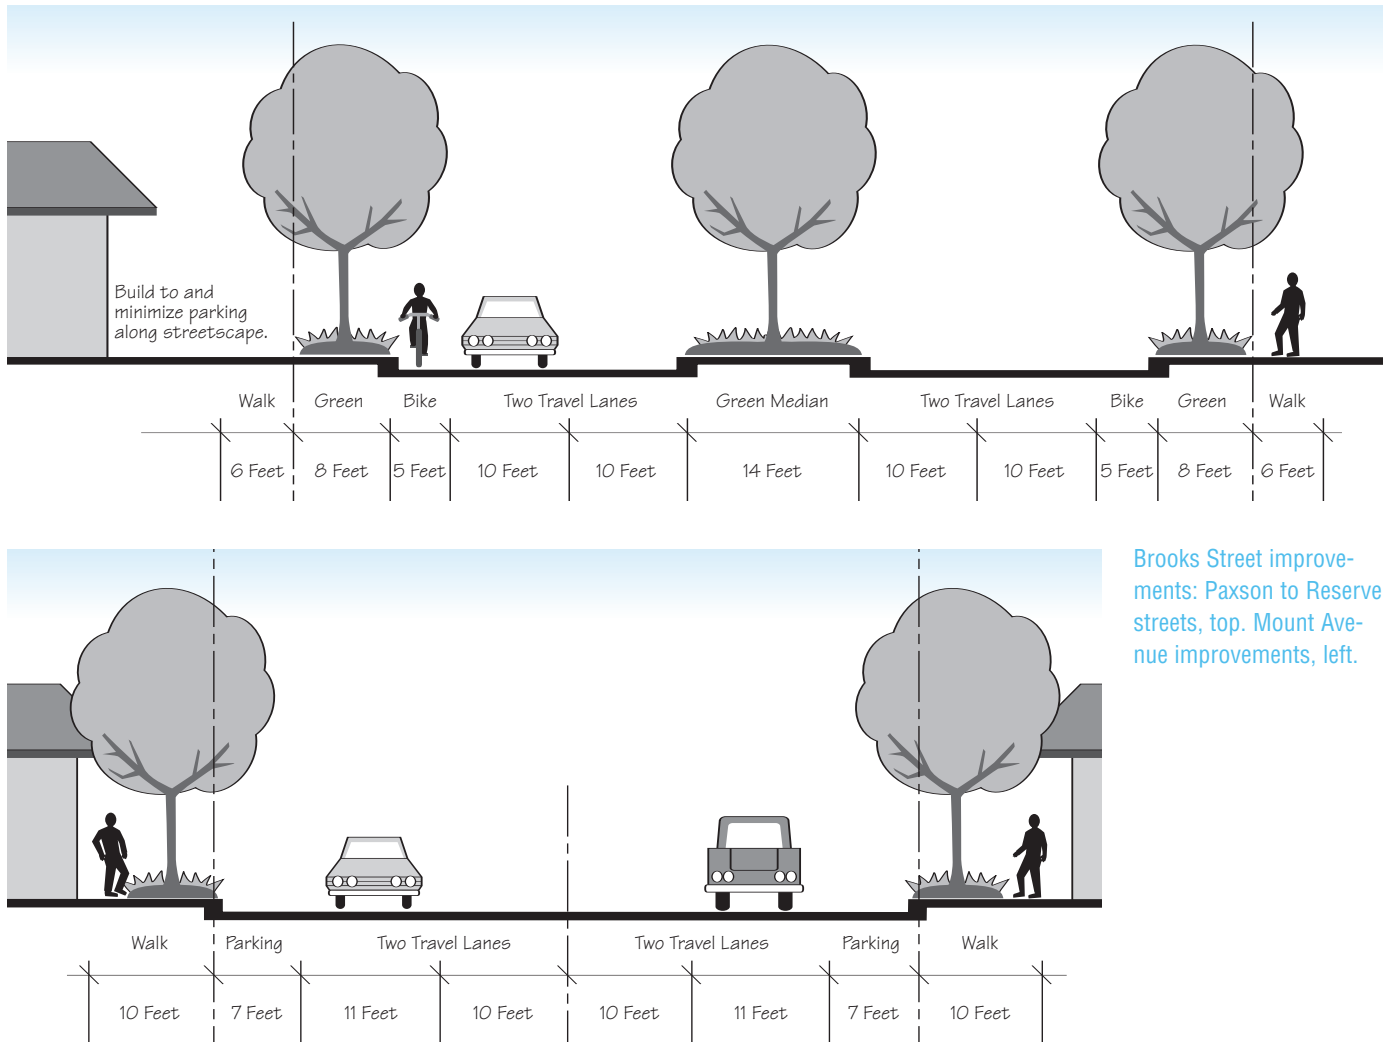 Build to and
minimize parking
along streetscape.
Walk Green Bike Two Travel Lanes Green Median Two Travel Lanes Bike Green Walk
6 Feet 8 Feet 5 Feet 10 Feet 10 Feet 14 Feet 10 Feet 10 Feet 5 Feet 8 Feet 6 Feet
Brooks Street improve-
ments: Paxson to Reserve
streets, top. Mount Ave-
nue improvements, left.
Walk Parking Two Travel Lanes Two Travel Lanes Parking Walk
10 Feet 7 Feet 11 Feet 10 Feet 10 Feet 11 Feet 7 Feet 10 Feet